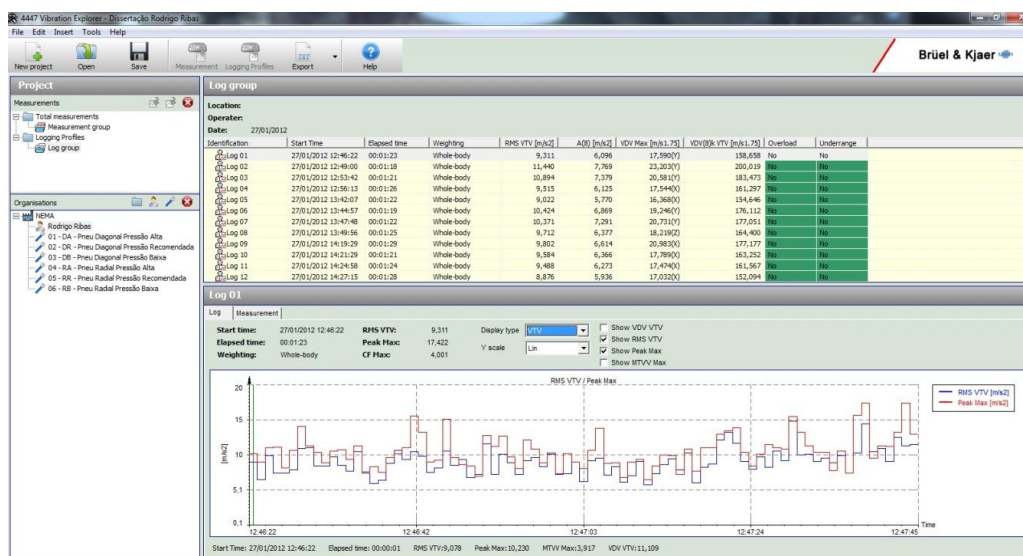 4447 Vibration Explorer - Dissertação Rodrigo Ribas
File Edit Insert Tools Help
New project Open Save Measurement Logging Profiles Export Help
Brüel & Kjaer
Project
Measurements
Total measurements
Measurement group
Logging Profiles
Log group
Organisations
NEMA
Rodrigo Ribas
01 - DA - Pneu Diagonal Pressão Alta
02 - DR - Pneu Diagonal Pressão Recomendada
03 - DB - Pneu Diagonal Pressão Baixa
04 - RA - Pneu Radial Pressão Alta
05 - RR - Pneu Radial Pressão Recomendada
06 - RB - Pneu Radial Pressão Baixa
Log group
Location:
Operater:
Date: 27/01/2012
Identification Start Time Elapsed time Weighting RMS VTV [m/s2] A(8) [m/s2] VDV Max [m/s1.75] VDV(8)k VTV [m/s1.75] Overload Underrange
Log 01 27/01/2012 12:46:22 00:01:23 Whole-body 9,311 6,096 17,590(Y) 158,658 No No
Log 02 27/01/2012 12:49:00 00:01:18 Whole-body 11,440 7,769 23,203(Y) 200,019 No No
Log 03 27/01/2012 12:53:42 00:01:21 Whole-body 10,894 7,379 20,581(Y) 183,473 No No
Log 04 27/01/2012 12:56:13 00:01:26 Whole-body 9,515 6,125 17,544(X) 161,297 No No
Log 05 27/01/2012 13:42:07 00:01:22 Whole-body 9,022 5,770 16,368(X) 154,646 No No
Log 06 27/01/2012 13:44:57 00:01:19 Whole-body 10,424 6,869 19,246(Y) 176,112 No No
Log 07 27/01/2012 13:47:48 00:01:22 Whole-body 10,371 7,291 20,731(Y) 177,051 No No
Log 08 27/01/2012 13:49:56 00:01:25 Whole-body 9,712 6,377 18,219(Z) 164,400 No No
Log 09 27/01/2012 14:19:29 00:01:29 Whole-body 9,802 6,614 20,983(X) 177,177 No No
Log 10 27/01/2012 14:21:29 00:01:21 Whole-body 9,584 6,366 17,789(X) 163,252 No No
Log 11 27/01/2012 14:24:58 00:01:24 Whole-body 9,488 6,273 17,474(X) 161,567 No No
Log 12 27/01/2012 14:27:15 00:01:28 Whole-body 8,876 5,936 17,032(X) 152,094 No No
Log 01
Log Measurement
Start time: 27/01/2012 12:46:22 RMS VTV: 9,311 Display type VTV Show VDV VTV
Elapsed time: 00:01:23 Peak Max: 17,422 Show RMS VTV
Weighting: Whole-body CF Max: 4,001 Y scale Lin Show Peak Max
Show MTVV Max
RMS VTV / Peak Max
RMS VTV [m/s2]
Peak Max [m/s2]
[m/s2]
20
15
10
5,1
0,1
12:46:22 12:46:42 12:47:03 12:47:24 12:47:45
Time
Start Time: 27/01/2012 12:46:22 Elapsed time: 00:00:01 RMS VTV:9,078 Peak Max:10,230 MTVV Max:3,917 VDV VTV:11,109